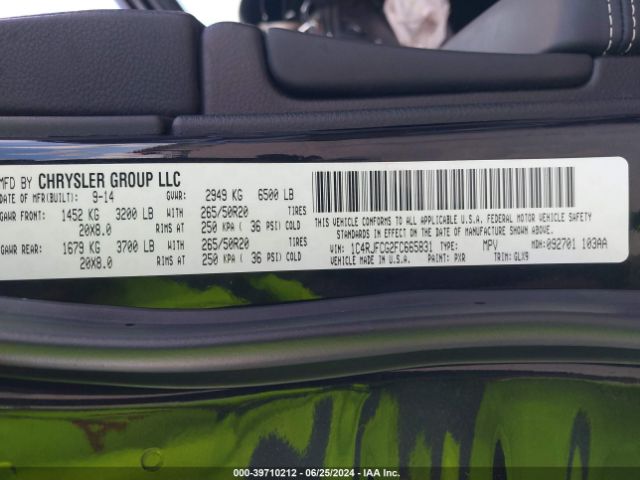 MFD BY CHRYSLER GROUP LLC
DATE OF MFR(BUILT): 9-14 GVWR: 2949 KG 6500 LB
GAWR FRONT: 1452 KG 3200 LB WITH 265/50R20 TIRES
20X8.0 RIMS AT 250 KPA ( 36 PSI) COLD
GAWR REAR: 1679 KG 3700 LB WITH 265/50R20 TIRES
20X8.0 RIMS AT 250 KPA ( 36 PSI) COLD
THIS VEHICLE CONFORMS TO ALL APPLICABLE U.S.A. FEDERAL MOTOR VEHICLE
SAFETY STANDARDS IN EFFECT ON THE DATE OF MANUFACTURE SHOWN ABOVE.
VIN: 1C4RJFCG2FC665831 TYPE: MPV MDH: 092701 103AA
VEHICLE MADE IN U.S.A. PAINT: PXR TRIM: GLX9
000-39710212 - 06/25/2024 - IAA Inc.